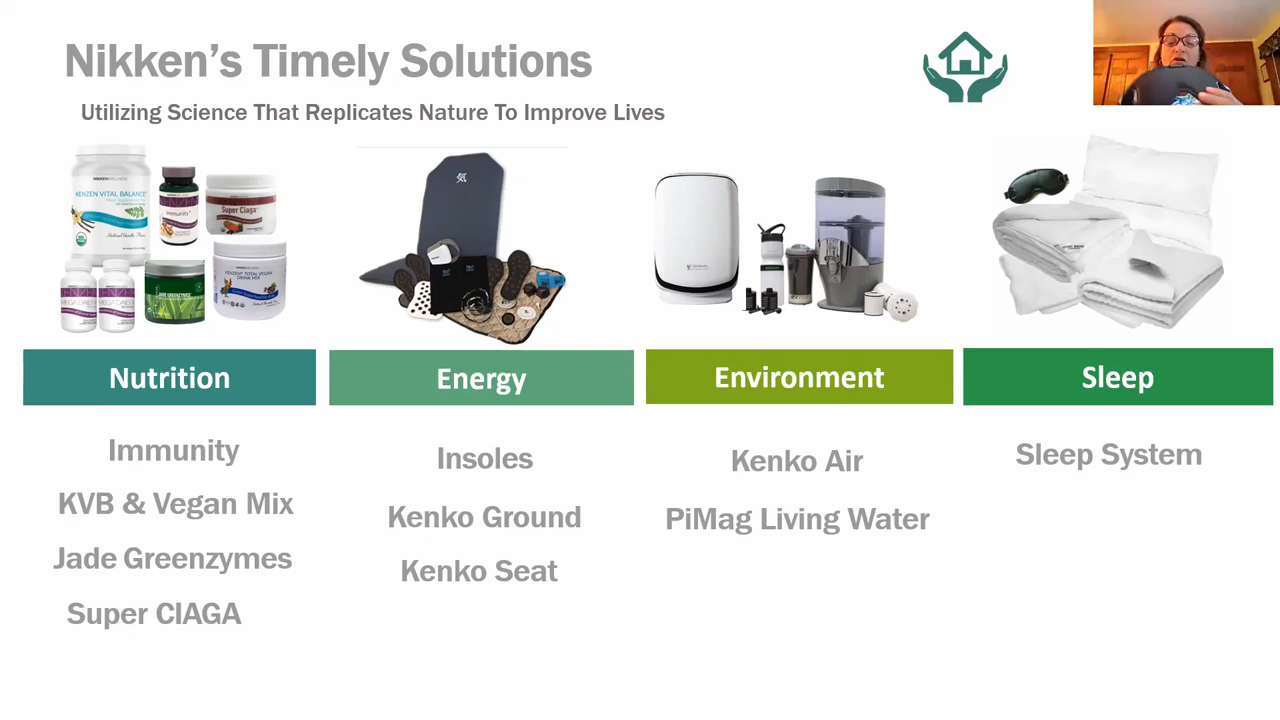 Nikken's Timely Solutions
Utilizing Science That Replicates Nature To Improve Lives
KENZEN VITAL BALANCE
Immunity
Super Ciaga
JADE GREENZYMES
KENZEN TOTAL VEGAN
DRINK MIX
Nutrition
Energy
Environment
Sleep
Immunity
KVB & Vegan Mix
Jade Greenzymes
Super CIAGA
Insoles
Kenko Ground
Kenko Seat
Kenko Air
PiMag Living Water
Sleep System